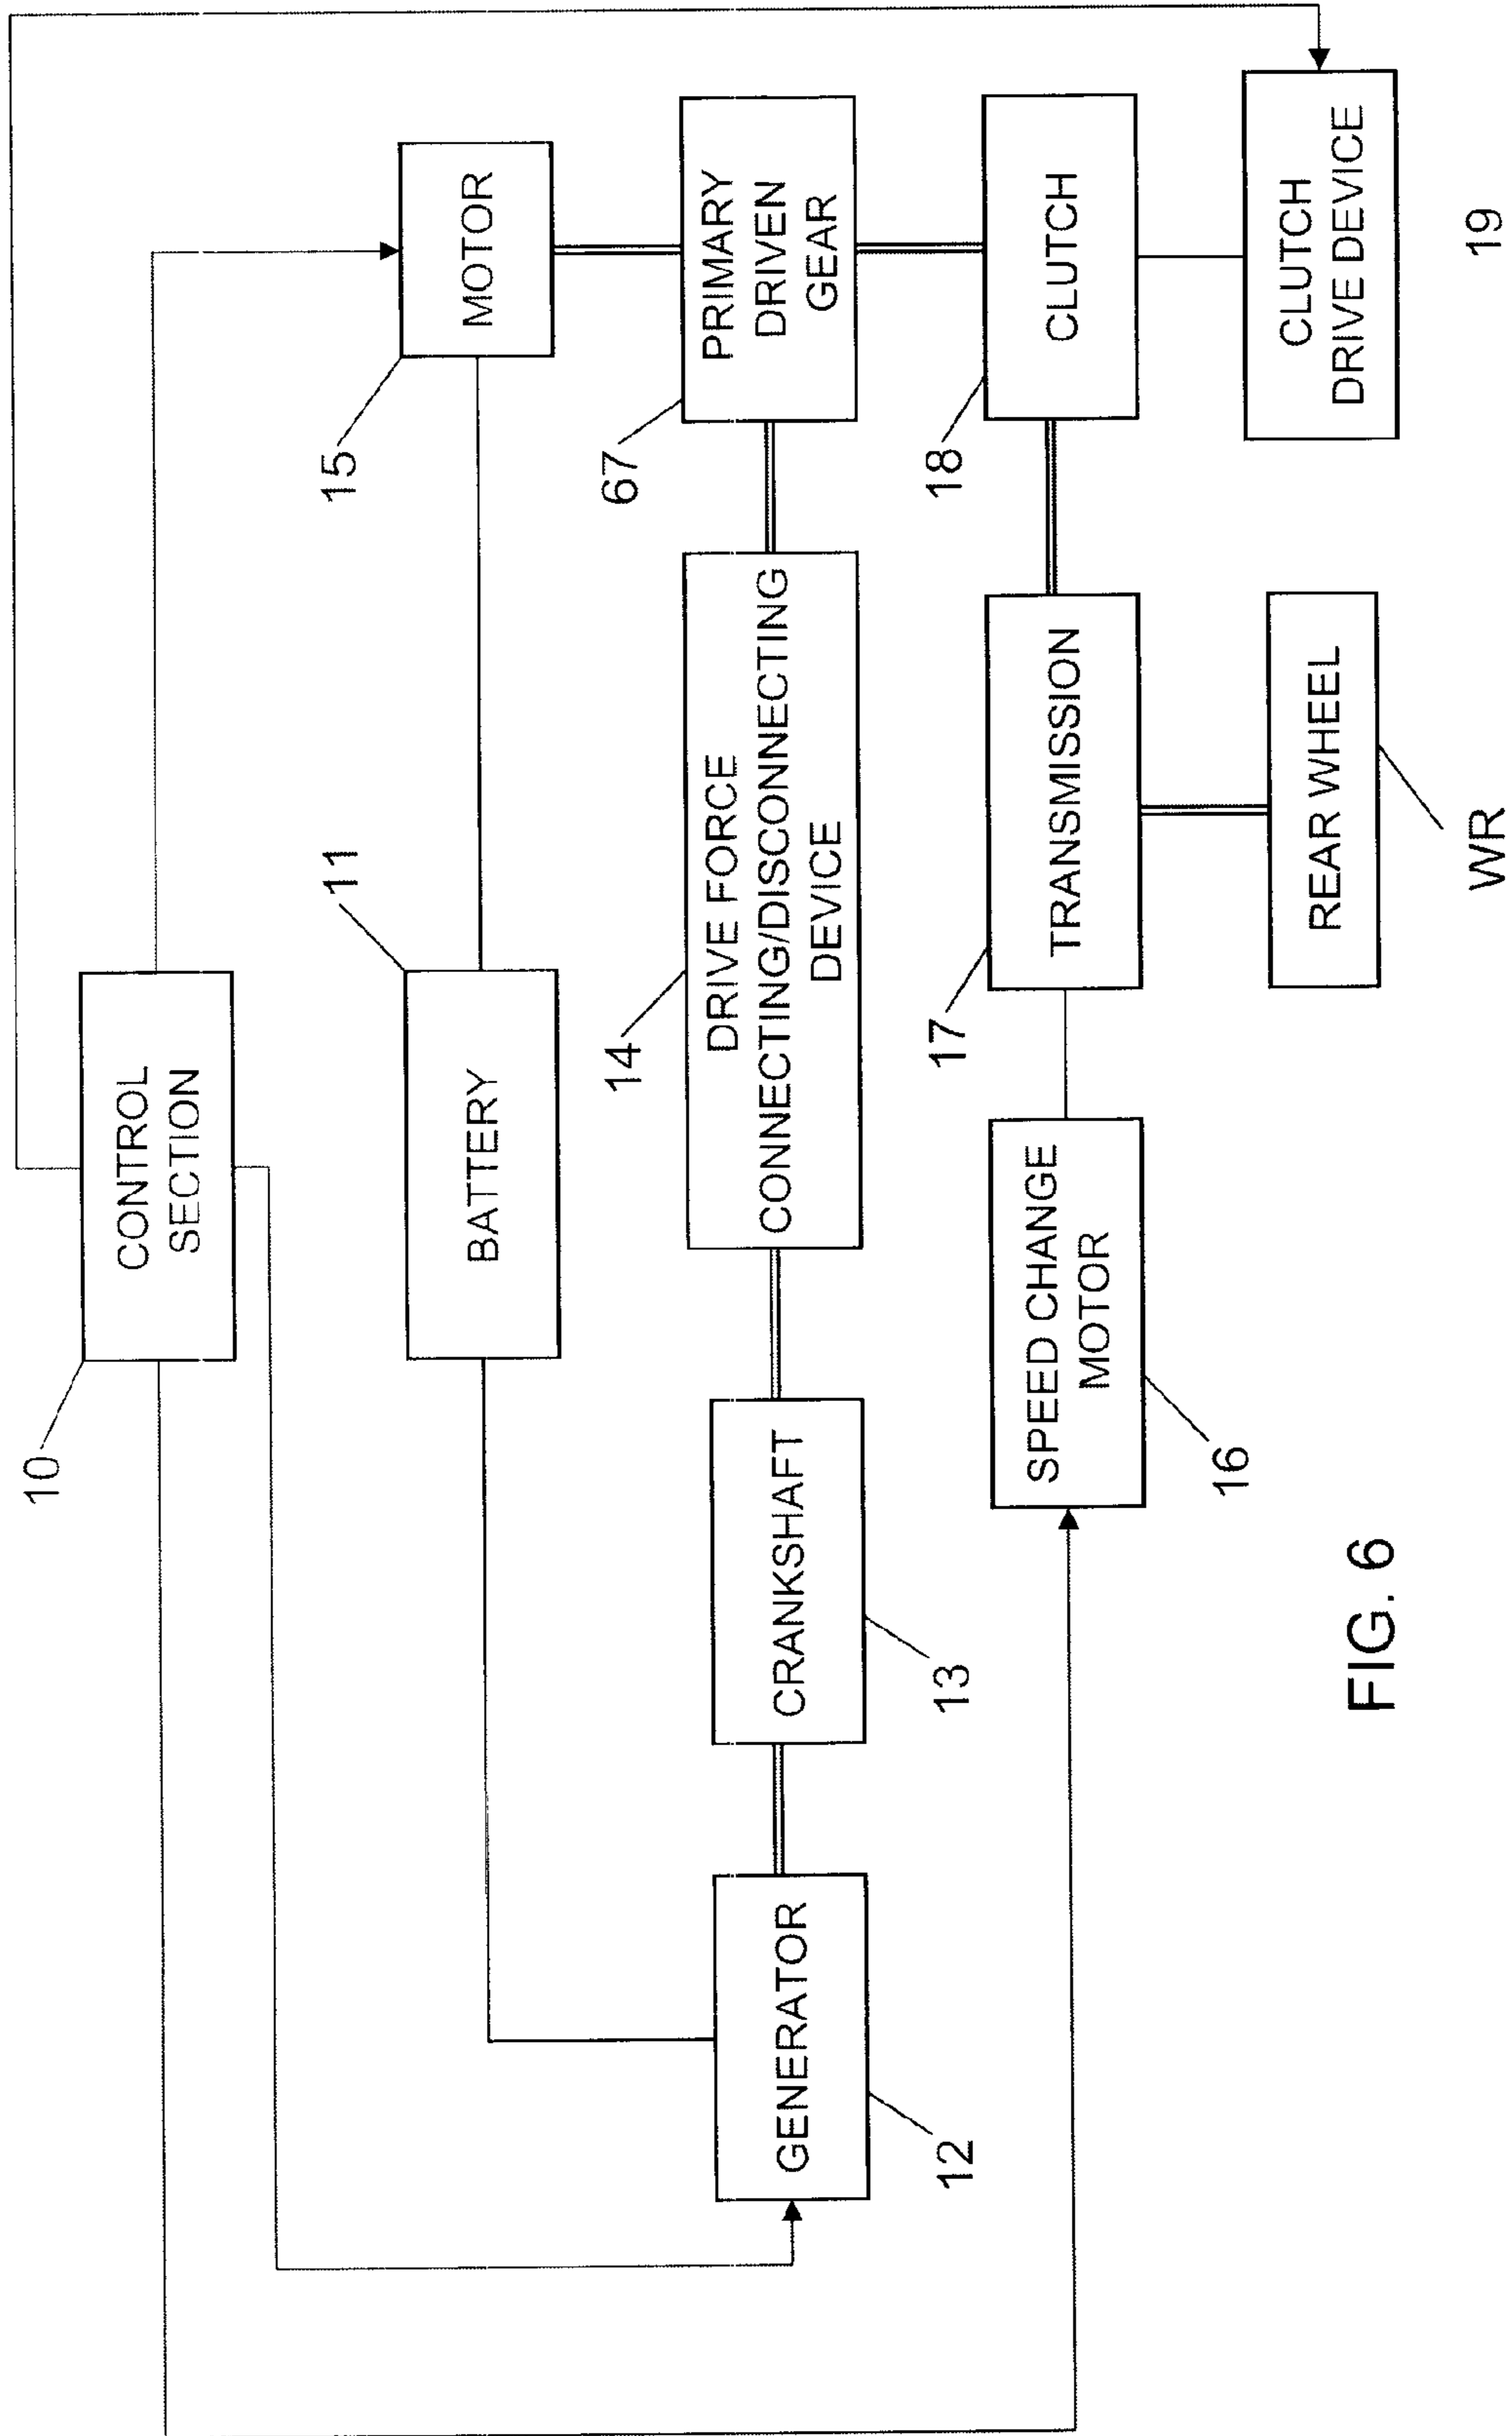 10
CONTROL
SECTION
11
BATTERY
15
MOTOR
GENERATOR
12
CRANKSHAFT
13
14
DRIVE FORCE
CONNECTING/DISCONNECTING
DEVICE
67
PRIMARY
DRIVEN
GEAR
SPEED CHANGE
MOTOR
16
17
TRANSMISSION
18
CLUTCH
REAR WHEEL
WR
CLUTCH
DRIVE DEVICE
19
FIG. 6